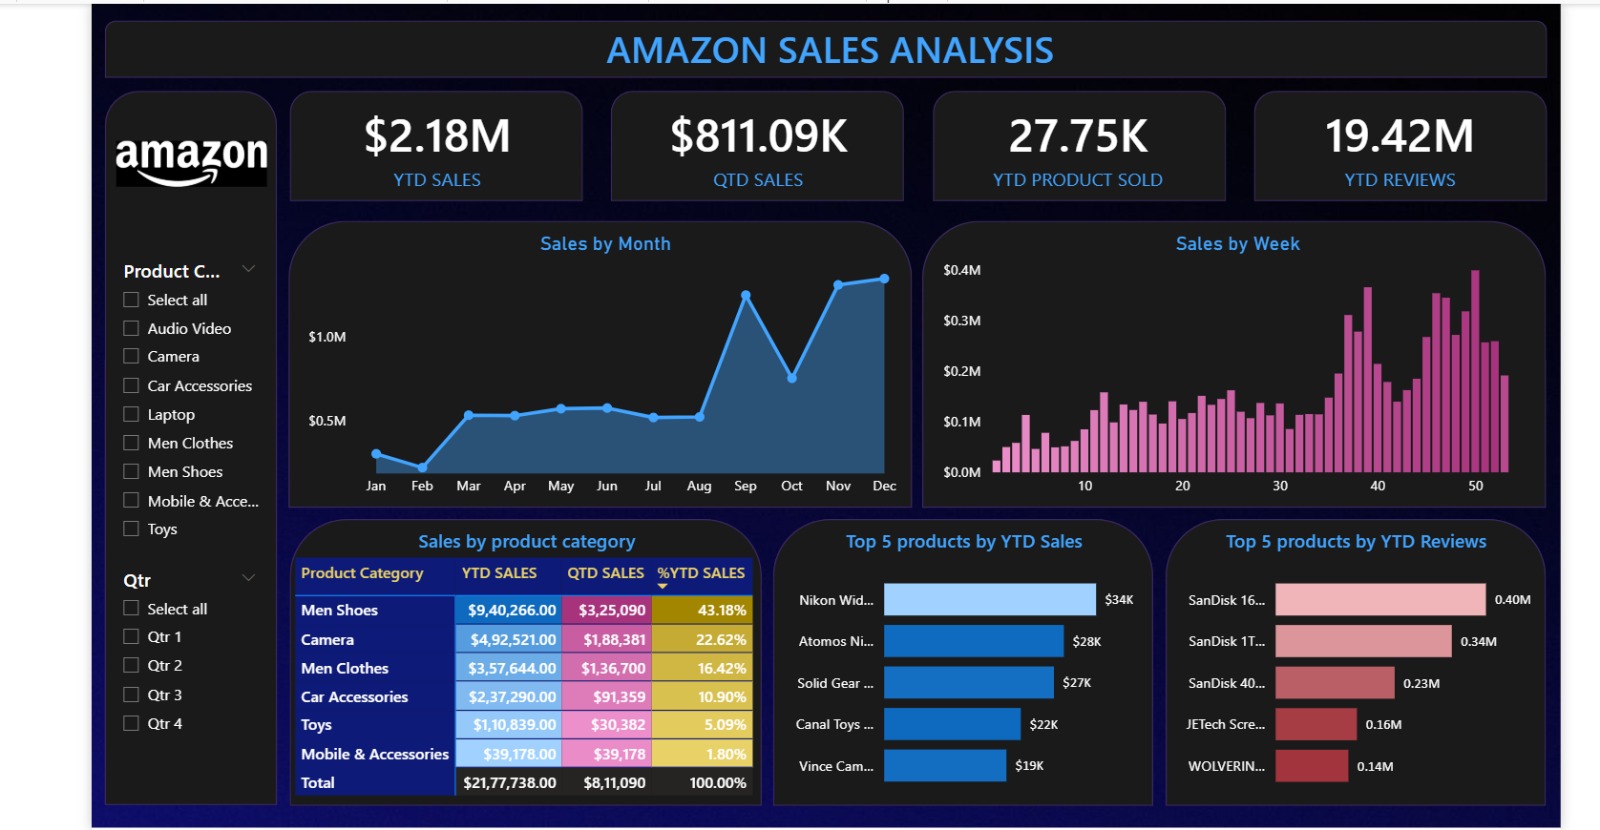 AMAZON SALES ANALYSIS
amazon
$2.18M
YTD SALES
$811.09K
QTD SALES
27.75K
YTD PRODUCT SOLD
19.42M
YTD REVIEWS
Product C...
Select all
Audio Video
Camera
Car Accessories
Laptop
Men Clothes
Men Shoes
Mobile & Acce...
Toys
Qtr
Select all
Qtr 1
Qtr 2
Qtr 3
Qtr 4
Sales by Month
$1.0M
$0.5M
Jan Feb Mar Apr May Jun Jul Aug Sep Oct Nov Dec
Sales by Week
$0.4M
$0.3M
$0.2M
$0.1M
$0.0M
10 20 30 40 50
Sales by product category
Product Category YTD SALES QTD SALES %YTD SALES
Men Shoes $9,40,266.00 $3,25,090 43.18%
Camera $4,92,521.00 $1,88,381 22.62%
Men Clothes $3,57,644.00 $1,36,700 16.42%
Car Accessories $2,37,290.00 $91,359 10.90%
Toys $1,10,839.00 $30,382 5.09%
Mobile & Accessories $39,178.00 $39,178 1.80%
Total $21,77,738.00 $8,11,090 100.00%
Top 5 products by YTD Sales
Nikon Wid... $34K
Atomos Ni... $28K
Solid Gear ... $27K
Canal Toys ... $22K
Vince Cam... $19K
Top 5 products by YTD Reviews
SanDisk 16... 0.40M
SanDisk 1T... 0.34M
SanDisk 40... 0.23M
JETech Scre... 0.16M
WOLVERIN... 0.14M